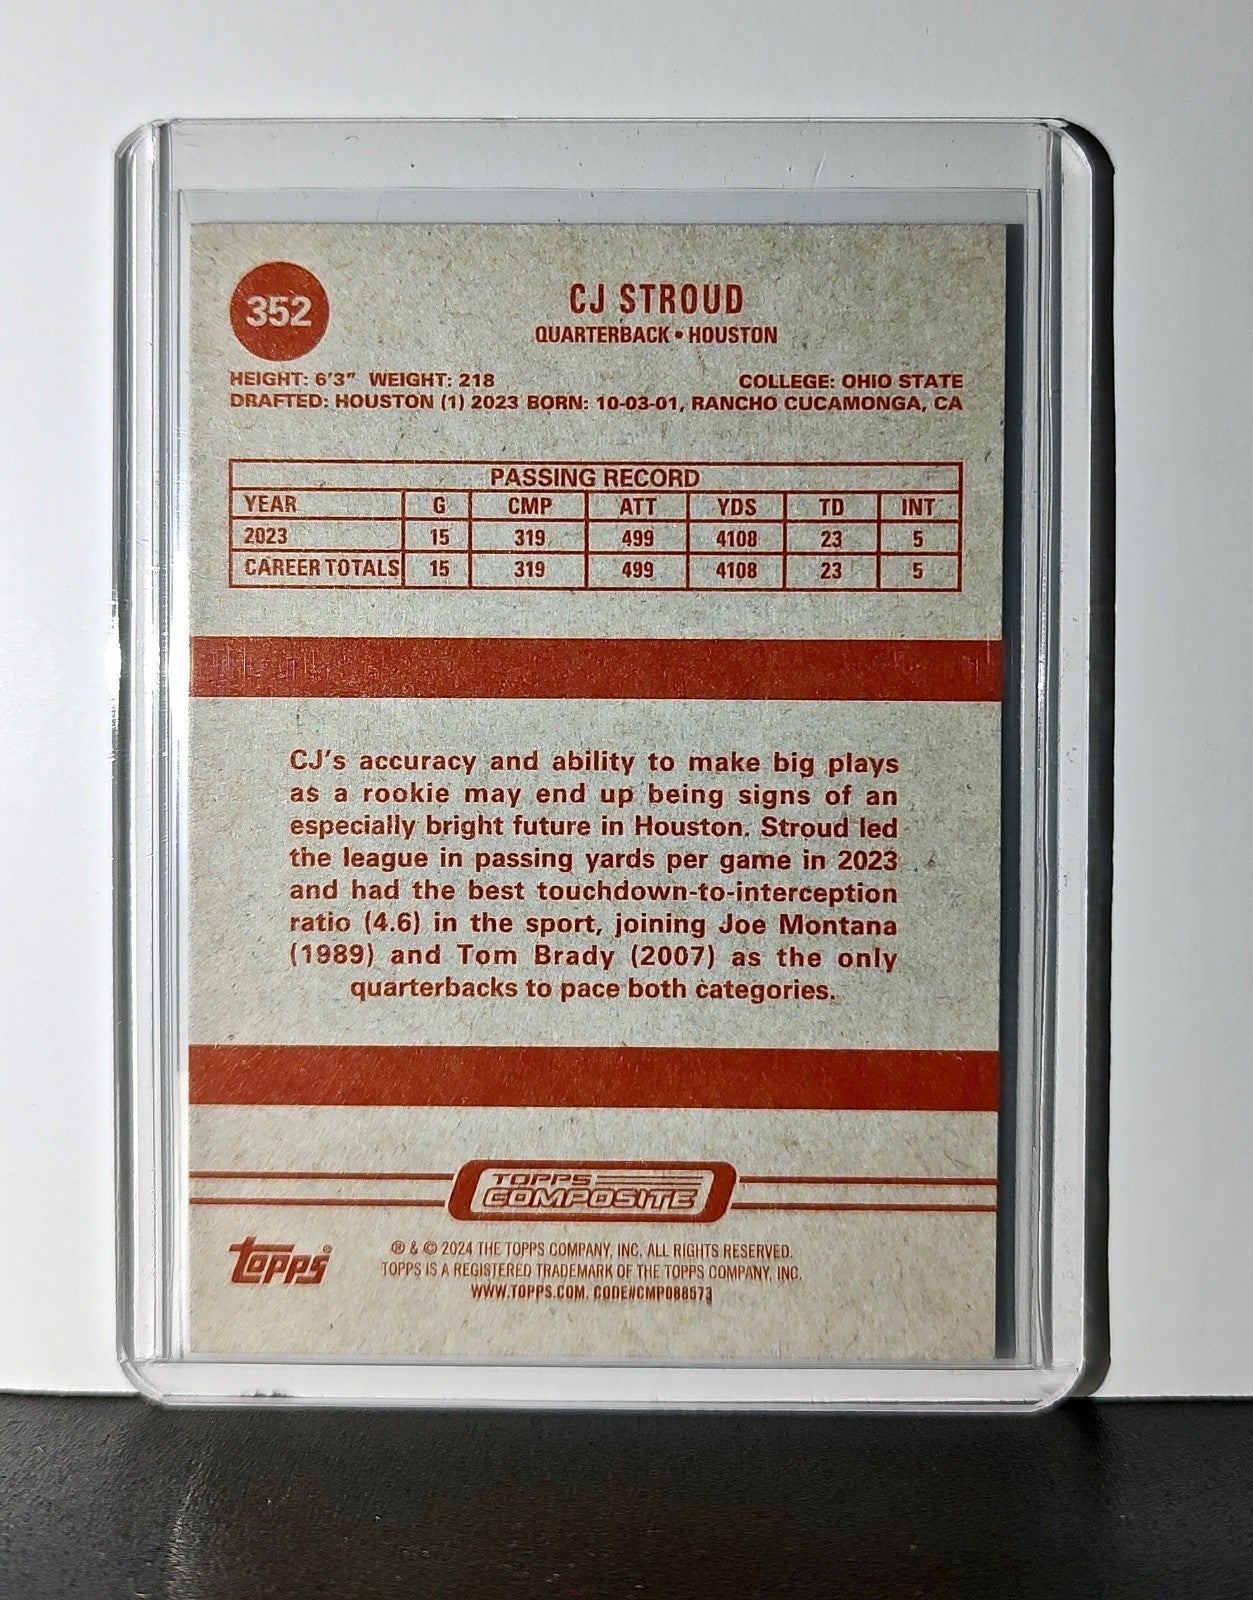 352
CJ STROUD
QUARTERBACK • HOUSTON
HEIGHT: 6'3" WEIGHT: 218 COLLEGE: OHIO STATE
DRAFTED: HOUSTON (1) 2023 BORN: 10-03-01, RANCHO CUCAMONGA, CA
PASSING RECORD
YEAR G CMP ATT YDS TD INT
2023 15 319 499 4108 23 5
CAREER TOTALS 15 319 499 4108 23 5
CJ's accuracy and ability to make big plays
as a rookie may end up being signs of an
especially bright future in Houston. Stroud led
the league in passing yards per game in 2023
and had the best touchdown-to-interception
ratio (4.6) in the sport, joining Joe Montana
(1989) and Tom Brady (2007) as the only
quarterbacks to pace both categories.
TOPPS
COMPOSITE
topps®
® & © 2024 THE TOPPS COMPANY, INC. ALL RIGHTS RESERVED.
TOPPS IS A REGISTERED TRADEMARK OF THE TOPPS COMPANY, INC.
WWW.TOPPS.COM. CODE#CMP088573